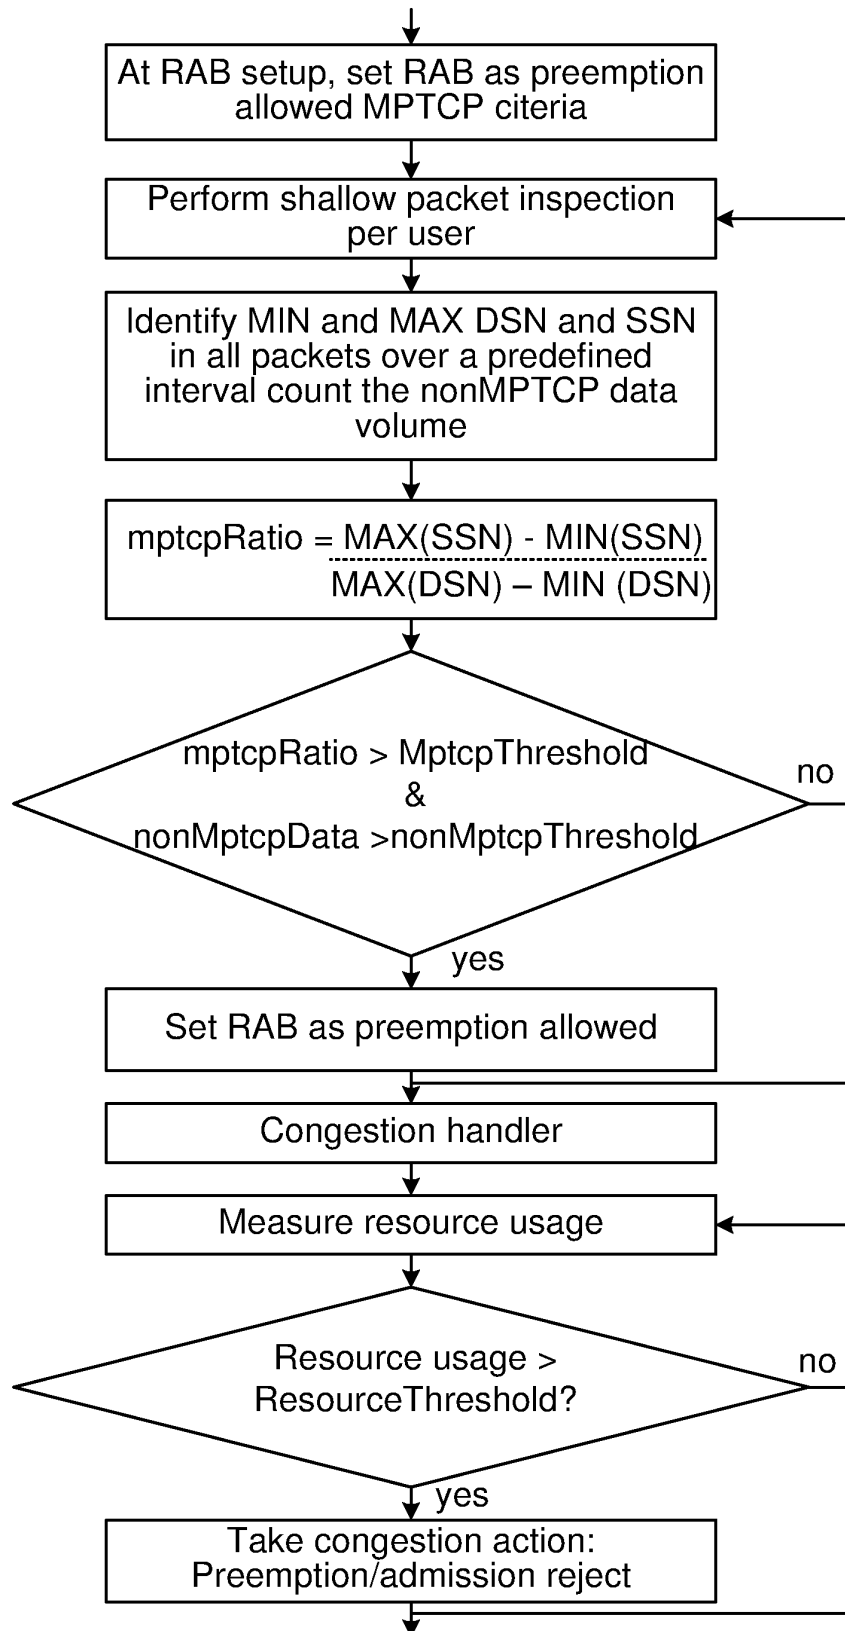 At RAB setup, set RAB as preemption
allowed MPTCP citeria
Perform shallow packet inspection
per user
Identify MIN and MAX DSN and SSN
in all packets over a predefined
interval count the nonMPTCP data
volume
mptcpRatio = MAX(SSN) - MIN(SSN)
MAX(DSN) – MIN (DSN)
mptcpRatio > MptcpThreshold
&
nonMptcpData >nonMptcpThreshold
no
yes
Set RAB as preemption allowed
Congestion handler
Measure resource usage
Resource usage >
ResourceThreshold?
no
yes
Take congestion action:
Preemption/admission reject